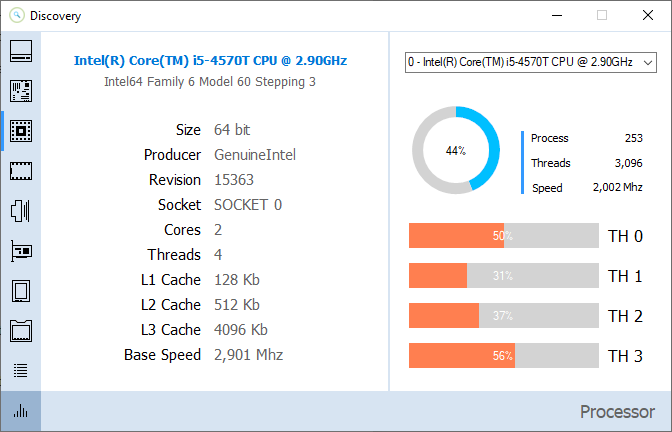 Discovery
Intel(R) Core(TM) i5-4570T CPU @ 2.90GHz
Intel64 Family 6 Model 60 Stepping 3
Size 64 bit
Producer GenuineIntel
Revision 15363
Socket SOCKET 0
Cores 2
Threads 4
L1 Cache 128 Kb
L2 Cache 512 Kb
L3 Cache 4096 Kb
Base Speed 2,901 Mhz
0 - Intel(R) Core(TM) i5-4570T CPU @ 2.90GHz
44%
Process 253
Threads 3,096
Speed 2,002 Mhz
50% TH 0
31% TH 1
37% TH 2
56% TH 3
Processor